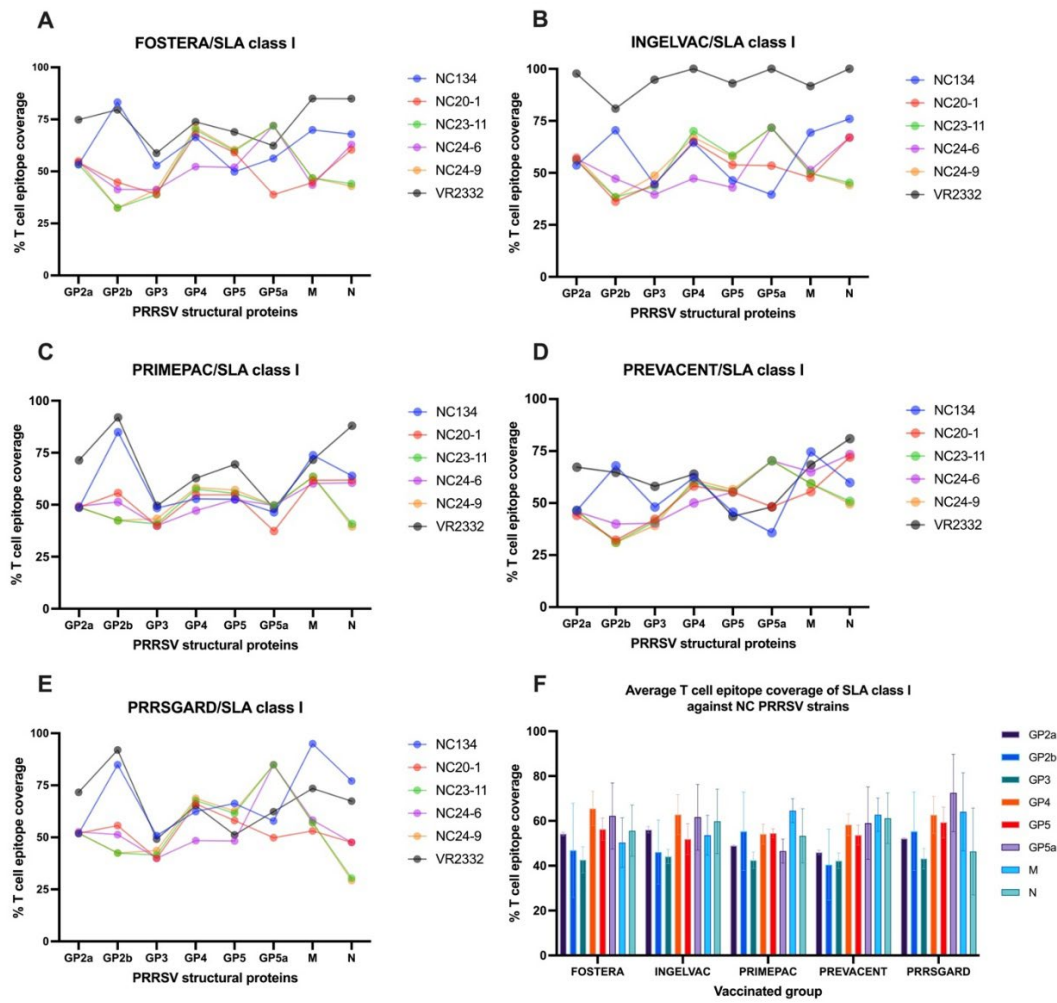 A
FOSTERA/SLA class I
% T cell epitope coverage
100
75
50
25
0
GP2a GP2b GP3 GP4 GP5 GP5a M N
PRRSV structural proteins
NC134
NC20-1
NC23-11
NC24-6
NC24-9
VR2332
B
INGELVAC/SLA class I
% T cell epitope coverage
100
75
50
25
0
GP2a GP2b GP3 GP4 GP5 GP5a M N
PRRSV structural proteins
NC134
NC20-1
NC23-11
NC24-6
NC24-9
VR2332
C
PRIMEPAC/SLA class I
% T cell epitope coverage
100
75
50
25
0
GP2a GP2b GP3 GP4 GP5 GP5a M N
PRRSV structural proteins
NC134
NC20-1
NC23-11
NC24-6
NC24-9
VR2332
D
PREVACENT/SLA class I
% T cell epitope coverage
100
75
50
25
0
GP2a GP2b GP3 GP4 GP5 GP5a M N
PRRSV structural proteins
NC134
NC20-1
NC23-11
NC24-6
NC24-9
VR2332
E
PRRSGARD/SLA class I
% T cell epitope coverage
100
75
50
25
0
GP2a GP2b GP3 GP4 GP5 GP5a M N
PRRSV structural proteins
NC134
NC20-1
NC23-11
NC24-6
NC24-9
VR2332
F
Average T cell epitope coverage of SLA class I
against NC PRRSV strains
% T cell epitope coverage
100
80
60
40
20
0
FOSTERA INGELVAC PRIMEPAC PREVACENT PRRSGARD
Vaccinated group
GP2a
GP2b
GP3
GP4
GP5
GP5a
M
N